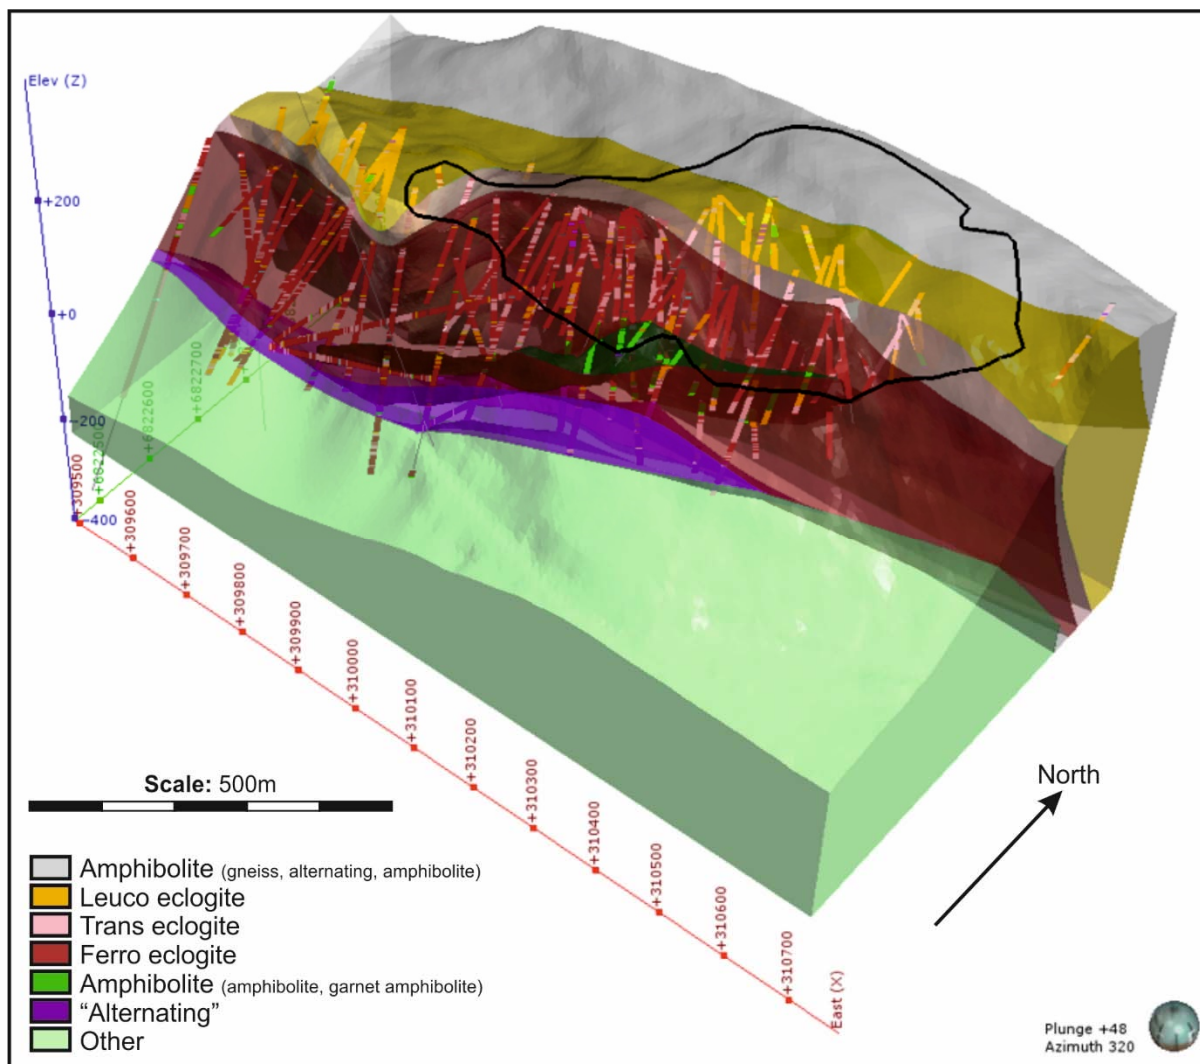 Elev (Z)
+200
+0
-200
-400
+6822700
+6822600
+6822500
+309500
+309600
+309700
+309800
+309900
+310000
+310100
+310200
+310300
+310400
+310500
+310600
+310700
East (X)
Scale: 500m
North
Amphibolite (gneiss, alternating, amphibolite)
Leuco eclogite
Trans eclogite
Ferro eclogite
Amphibolite (amphibolite, garnet amphibolite)
“Alternating”
Other
Plunge +48
Azimuth 320